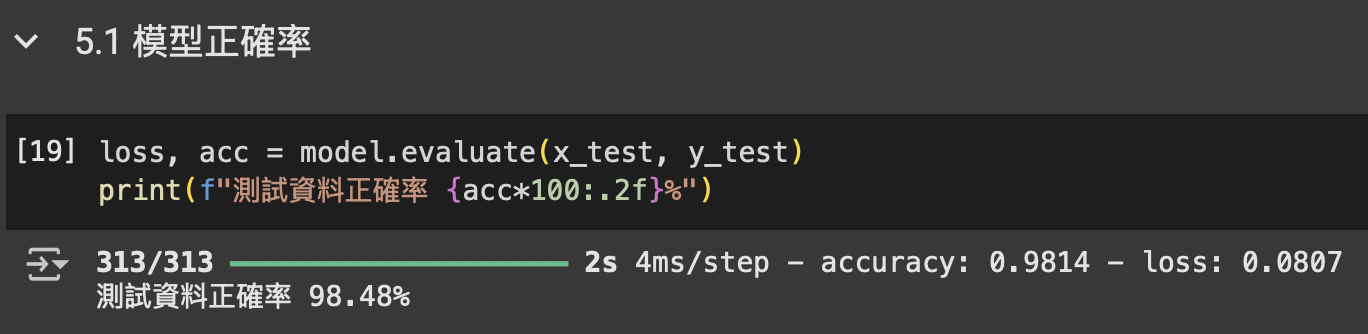 5.1 模型正確率
[19] loss, acc = model.evaluate(x_test, y_test)
print(f"測試資料正確率 {acc*100:.2f}%")
313/313 ━━━━━━━━━━━━━━━━━━━━ 2s 4ms/step - accuracy: 0.9814 - loss: 0.0807
測試資料正確率 98.48%